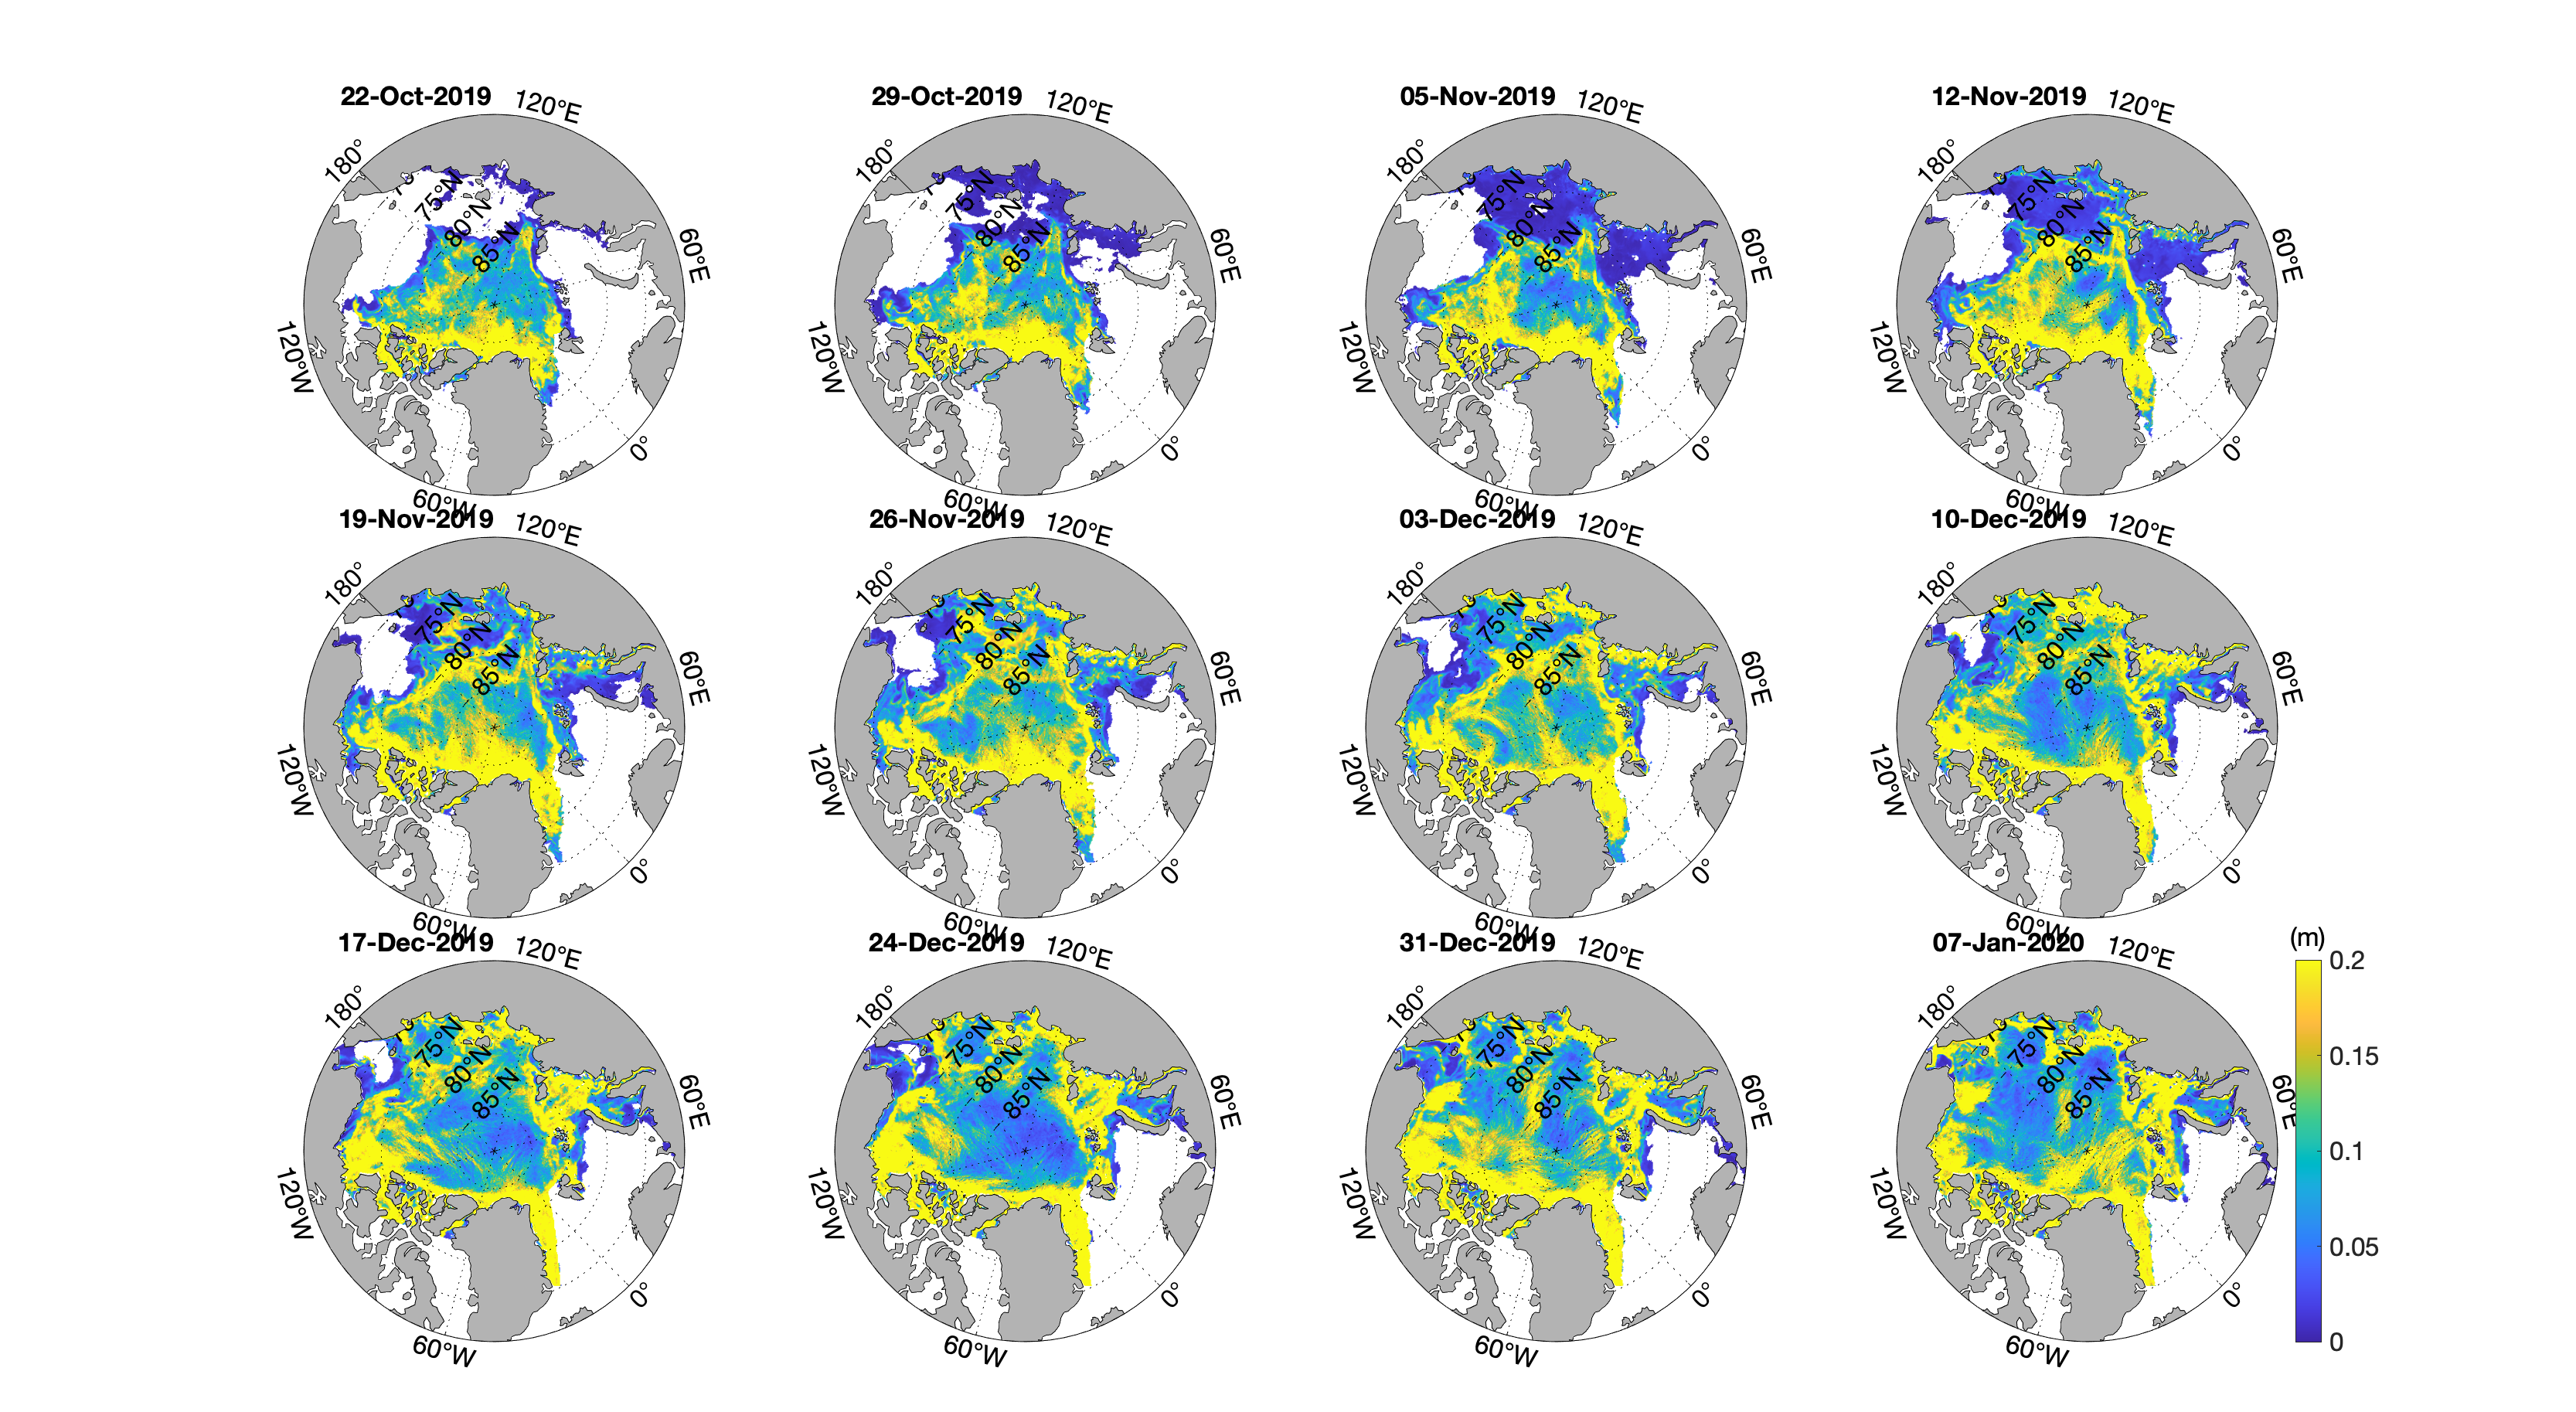 22-Oct-2019 120°E
180°
75°N
80°N
85°N
60°E
120°W
0°
60°W
29-Oct-2019 120°E
180°
75°N
80°N
85°N
60°E
120°W
0°
60°W
05-Nov-2019 120°E
180°
75°N
80°N
85°N
60°E
120°W
0°
60°W
12-Nov-2019 120°E
180°
75°N
80°N
85°N
60°E
120°W
0°
60°W
19-Nov-2019 120°E
180°
75°N
80°N
85°N
60°E
120°W
0°
60°W
26-Nov-2019 120°E
180°
75°N
80°N
85°N
60°E
120°W
0°
60°W
03-Dec-2019 120°E
180°
75°N
80°N
85°N
60°E
120°W
0°
60°W
10-Dec-2019 120°E
180°
75°N
80°N
85°N
60°E
120°W
0°
60°W
17-Dec-2019 120°E
180°
75°N
80°N
85°N
60°E
120°W
0°
60°W
24-Dec-2019 120°E
180°
75°N
80°N
85°N
60°E
120°W
0°
60°W
31-Dec-2019 120°E
180°
75°N
80°N
85°N
60°E
120°W
0°
60°W
07-Jan-2020 120°E
180°
75°N
80°N
85°N
60°E
120°W
0°
60°W
(m)
0.2
0.15
0.1
0.05
0